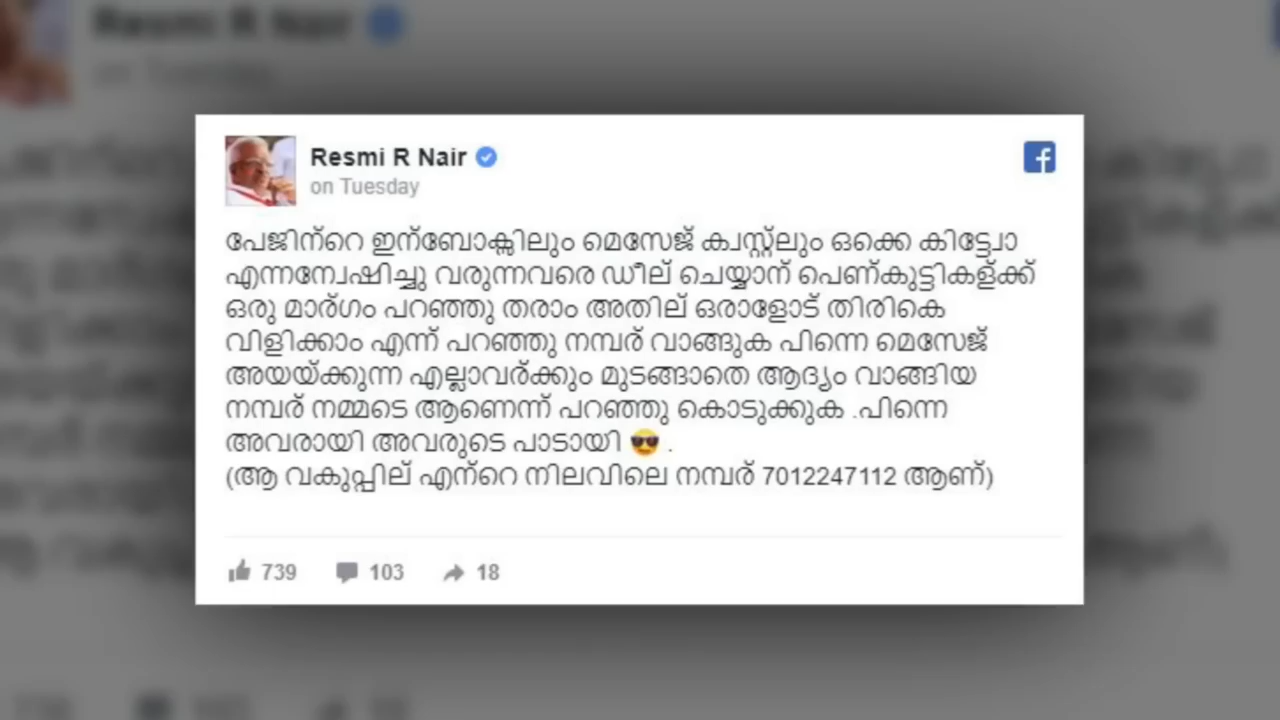 Resmi R Nair
on Tuesday
പേജിന്റെ ഇന്ബോക്സിലും മെസേജ് ക്വസ്റ്റ്ലും ഒക്കെ കിട്ട്വോ
എന്നന്വേഷിച്ചു വരുന്നവരെ ഡീല് ചെയ്യാന് പെണ്കുട്ടികള്ക്ക്
ഒരു മാര്ഗം പറഞ്ഞു തരാം അതില് ഒരാളോട് തിരികെ
വിളിക്കാം എന്ന് പറഞ്ഞു നമ്പര് വാങ്ങുക പിന്നെ മെസേജ്
അയയ്ക്കുന്ന എല്ലാവര്ക്കും മുടങ്ങാതെ ആദ്യം വാങ്ങിയ
നമ്പര് നമ്മടെ ആണെന്ന് പറഞ്ഞു കൊടുക്കുക .പിന്നെ
അവരായി അവരുടെ പാടായി 😎 .
(ആ വകുപ്പില് എന്റെ നിലവിലെ നമ്പര് 7012247112 ആണ്)
739 103 18